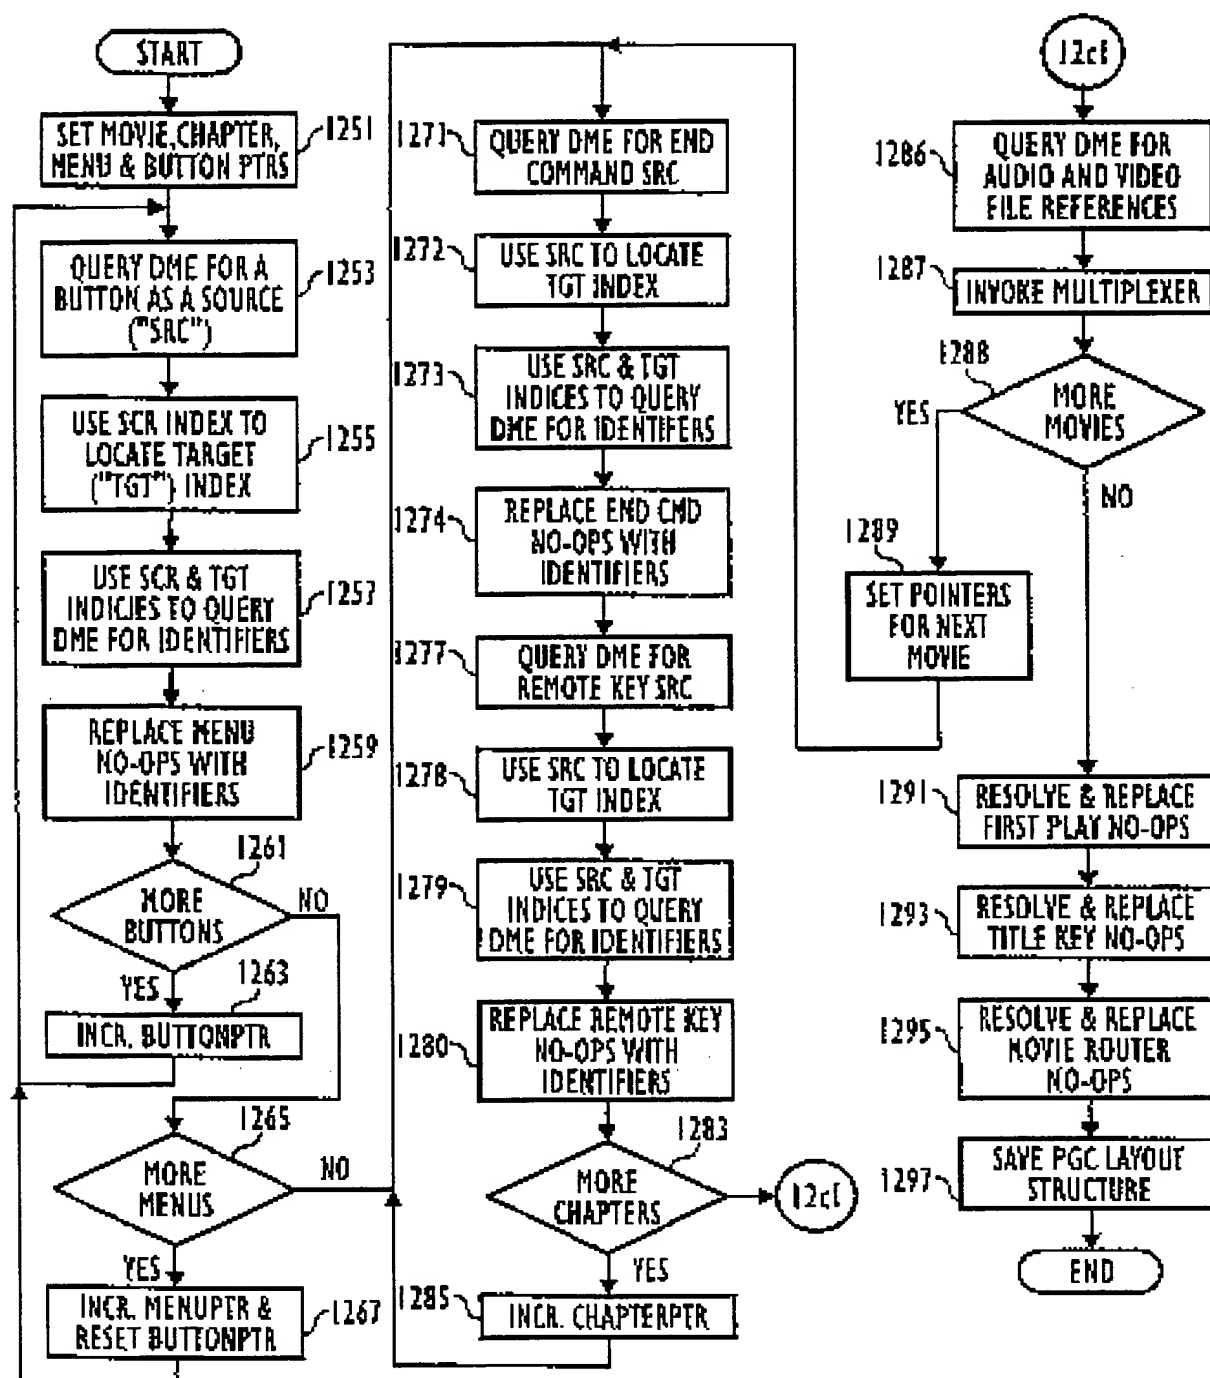 START
SET MOVIE, CHAPTER,
MENU & BUTTON PTRS
1251
QUERY DME FOR A
BUTTON AS A SOURCE
("SRC")
1253
USE SCR INDEX TO
LOCATE TARGET
("TGT") INDEX
1255
USE SCR & TGT
INDICIES TO QUERY
DME FOR IDENTIFIERS
1257
REPLACE MENU
NO-OPS WITH
IDENTIFIERS
1259
1261
MORE
BUTTONS
NO
YES
1263
INCR. BUTTONPTR
1265
MORE
MENUS
NO
YES
INCR. MENUPTR &
RESET BUTTONPTR
1267
1271
QUERY DME FOR END
COMMAND SRC
1272
USE SRC TO LOCATE
TGT INDEX
1273
USE SRC & TGT
INDICES TO QUERY
DME FOR IDENTIFERS
1274
REPLACE END CMD
NO-OPS WITH
IDENTIFIERS
1277
QUERY DME FOR
REMOTE KEY SRC
1278
USE SRC TO LOCATE
TGT INDEX
1279
USE SRC & TGT
INDICES TO QUERY
DME FOR IDENTIFIERS
1280
REPLACE REMOTE KEY
NO-OPS WITH
IDENTIFIERS
1283
MORE
CHAPTERS
YES
1285
INCR. CHAPTERPTR
1286
QUERY DME FOR
AUDIO AND VIDEO
FILE REFERENCES
1287
INVOKE MULTIPLEXER
1288
YES
MORE
MOVIES
NO
1289
SET POINTERS
FOR NEXT
MOVIE
1291
RESOLVE & REPLACE
FIRST PLAY NO-OPS
1293
RESOLVE & REPLACE
TITLE KEY NO-OPS
1295
RESOLVE & REPLACE
MOVIE ROUTER
NO-OPS
1297
SAVE PGC LAYOUT
STRUCTURE
END